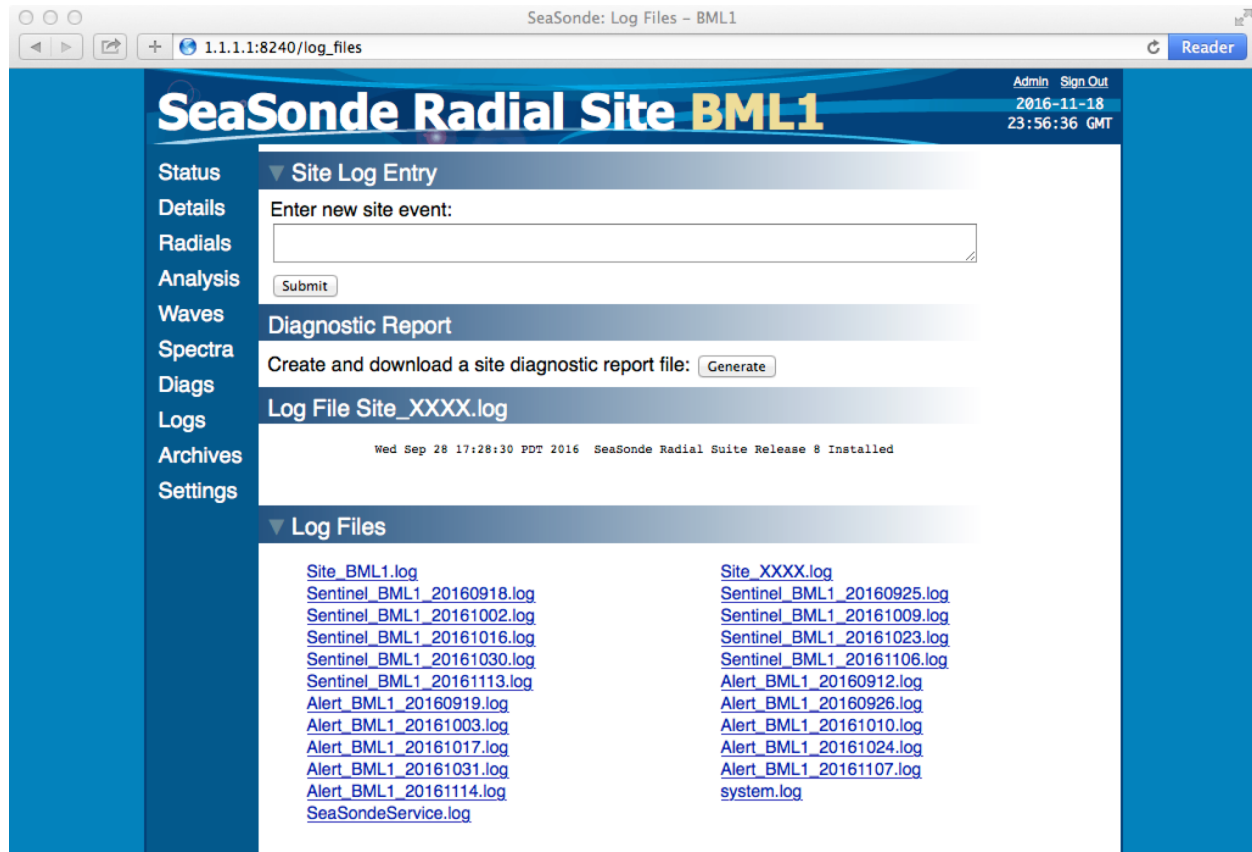 SeaSonde: Log Files – BML1
1.1.1.1:8240/log_files
Reader
SeaSonde Radial Site BML1
Admin Sign Out
2016-11-18
23:56:36 GMT
Status
Details
Radials
Analysis
Waves
Spectra
Diags
Logs
Archives
Settings
Site Log Entry
Enter new site event:
Submit
Diagnostic Report
Create and download a site diagnostic report file: Generate
Log File Site_XXXX.log
Wed Sep 28 17:28:30 PDT 2016 SeaSonde Radial Suite Release 8 Installed
Log Files
Site_BML1.log Site_XXXX.log
Sentinel_BML1_20160918.log Sentinel_BML1_20160925.log
Sentinel_BML1_20161002.log Sentinel_BML1_20161009.log
Sentinel_BML1_20161016.log Sentinel_BML1_20161023.log
Sentinel_BML1_20161030.log Sentinel_BML1_20161106.log
Sentinel_BML1_20161113.log Alert_BML1_20160912.log
Alert_BML1_20160919.log Alert_BML1_20160926.log
Alert_BML1_20161003.log Alert_BML1_20161010.log
Alert_BML1_20161017.log Alert_BML1_20161024.log
Alert_BML1_20161031.log Alert_BML1_20161107.log
Alert_BML1_20161114.log system.log
SeaSondeService.log